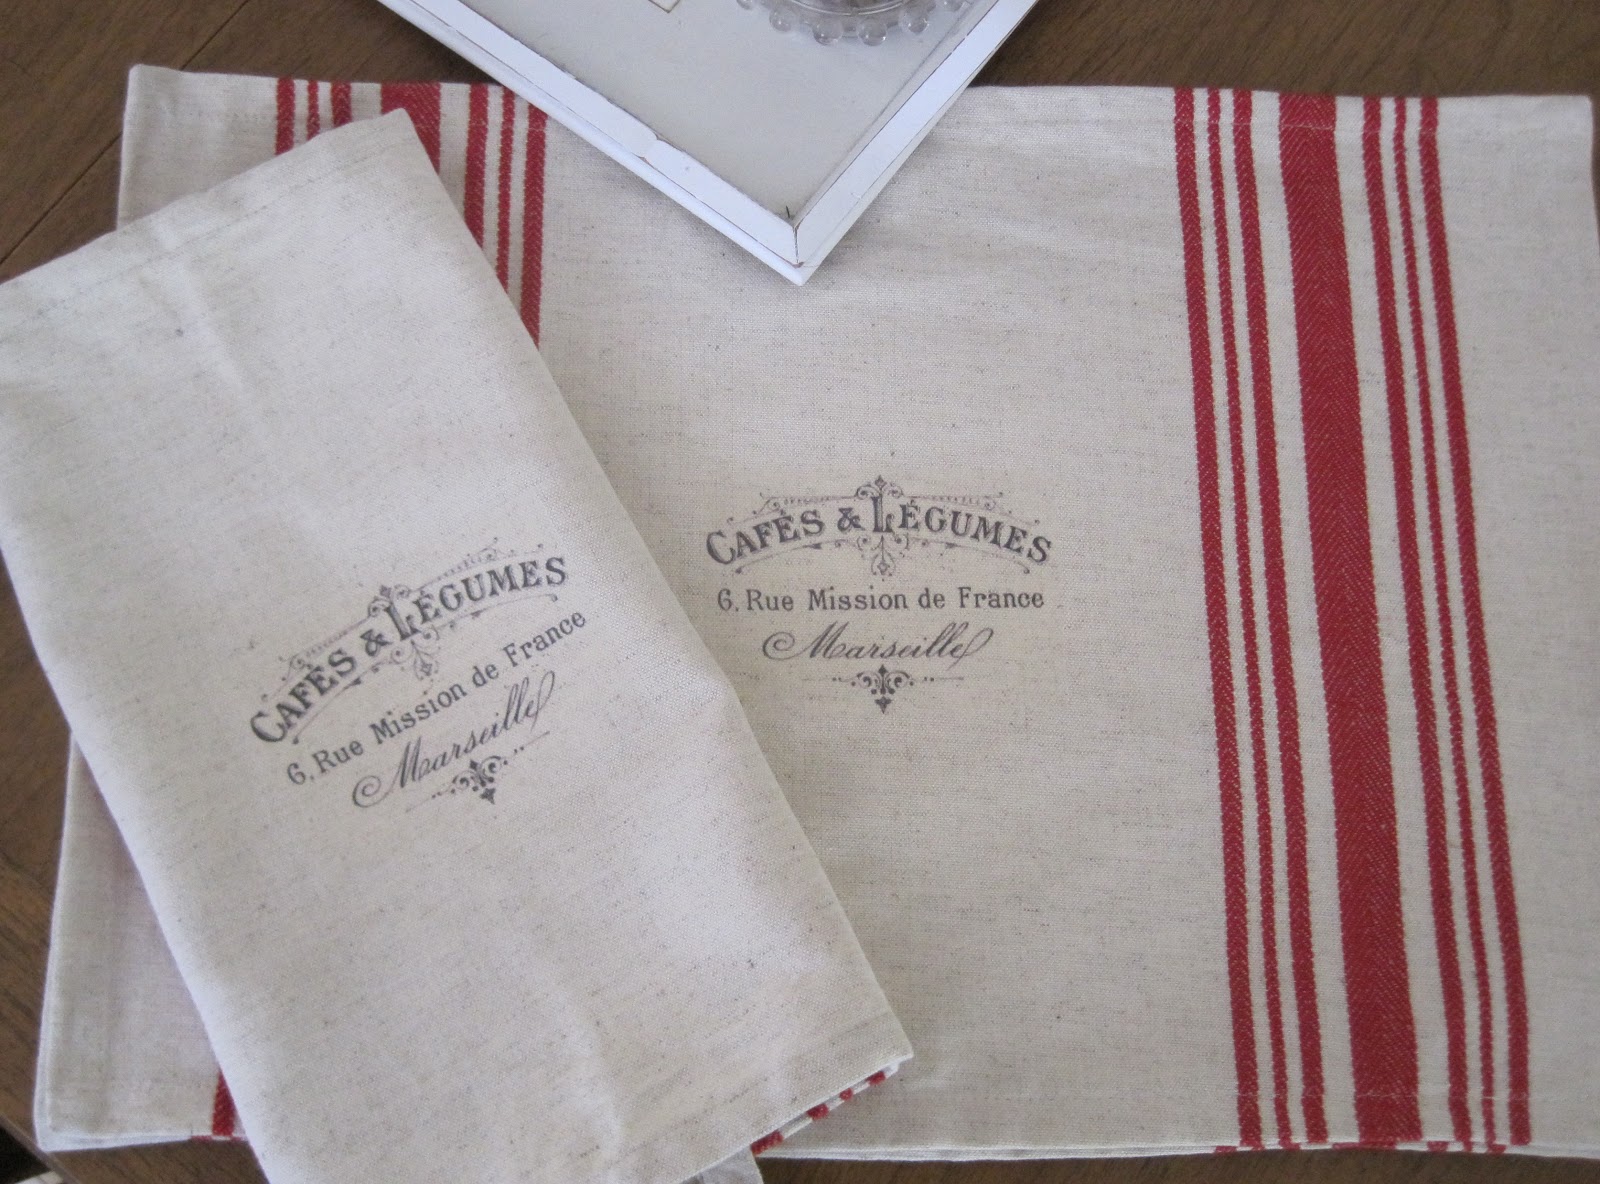 CAFÉS & LÉGUMES
6, Rue Mission de France
Marseille
CAFÉS & LÉGUMES
6, Rue Mission de France
Marseille